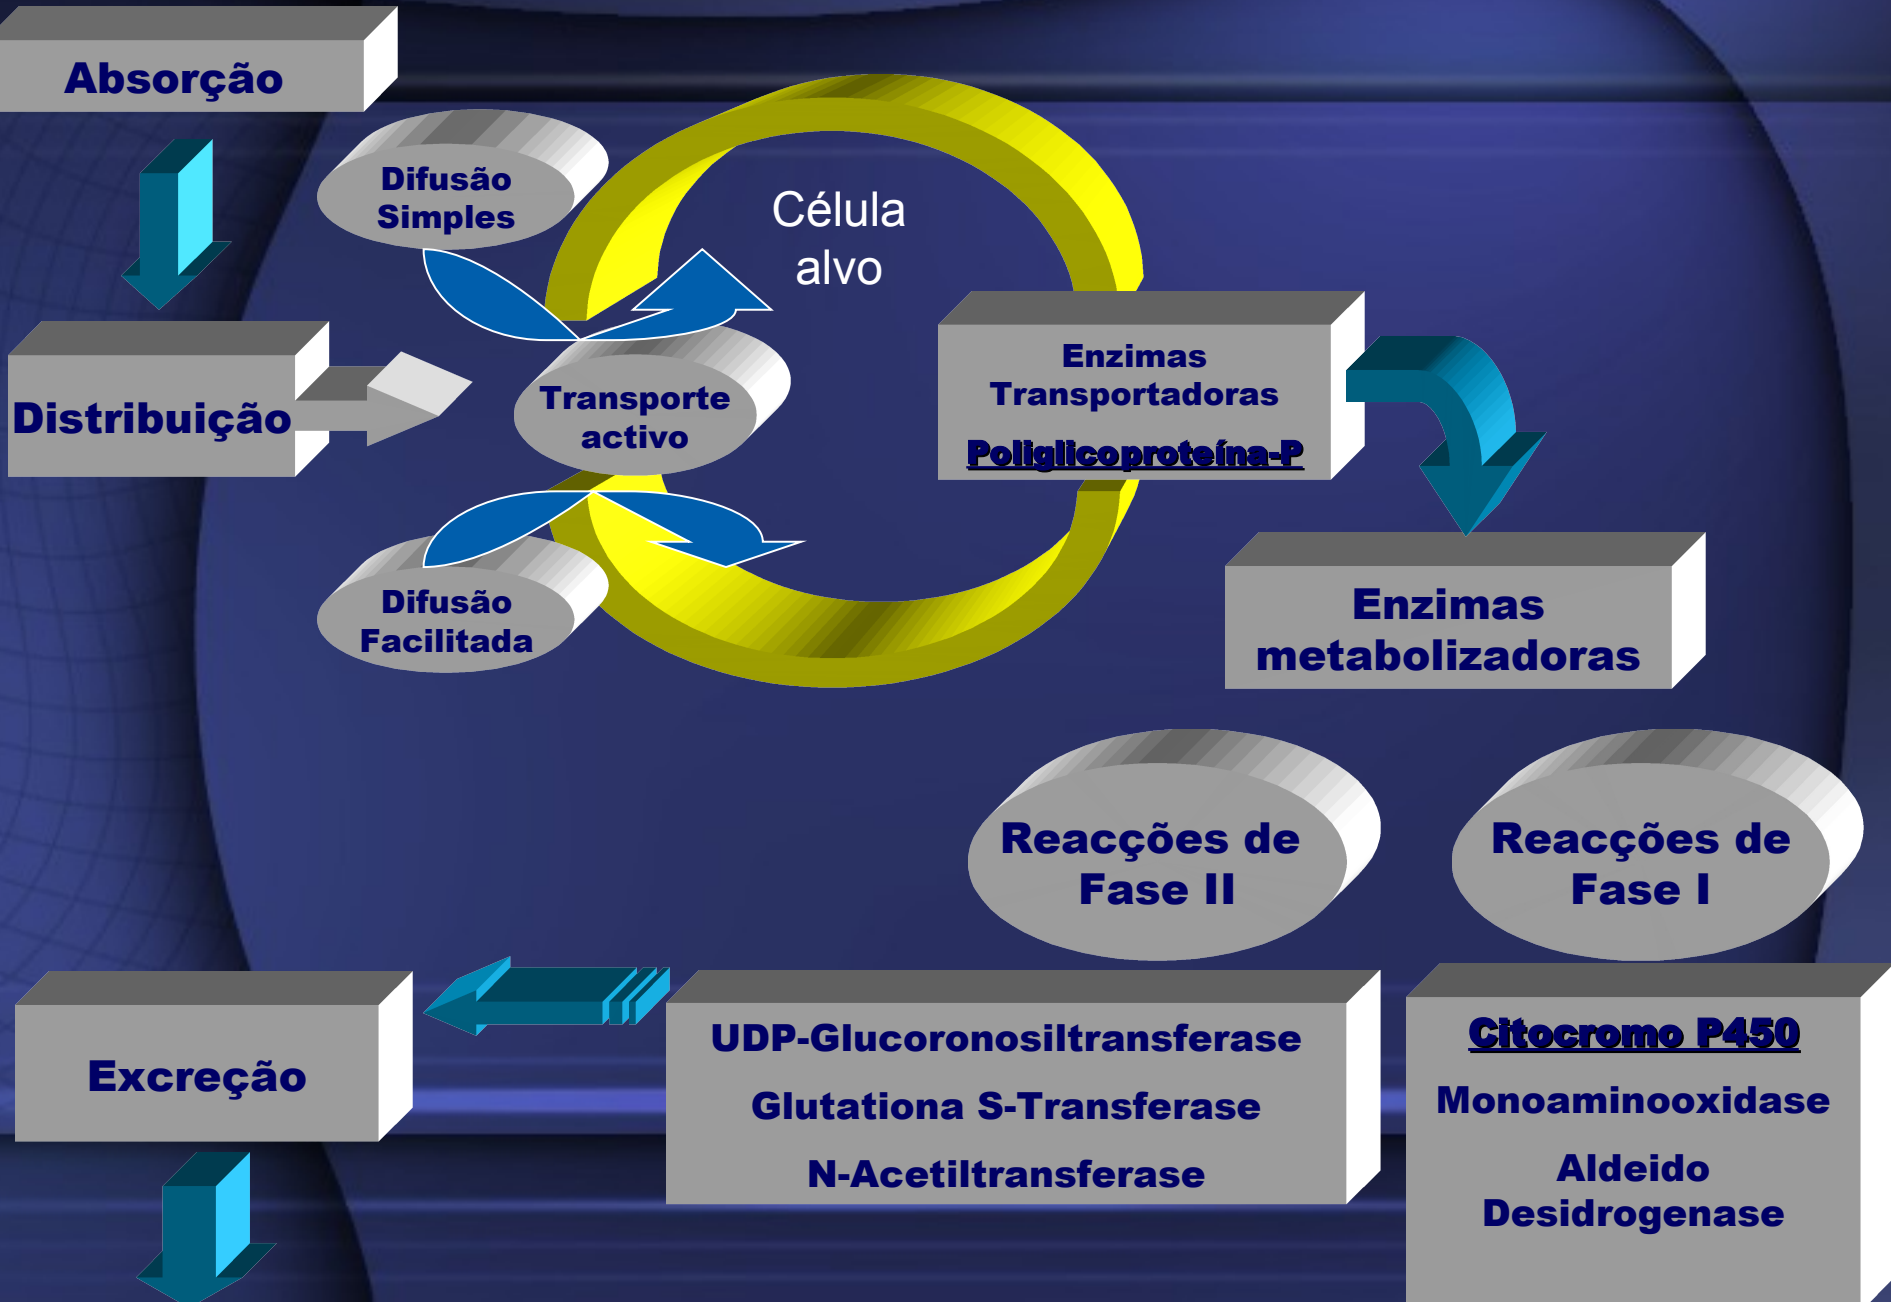 Absorção
Difusão
Simples
Célula
alvo
Distribuição
Transporte
activo
Enzimas
Transportadoras
Poliglicoproteína-P
Difusão
Facilitada
Enzimas
metabolizadoras
Reacções de
Fase II
Reacções de
Fase I
Excreção
UDP-Glucoronosiltransferase
Glutationa S-Transferase
N-Acetiltransferase
Citocromo P450
Monoaminooxidase
Aldeido
Desidrogenase